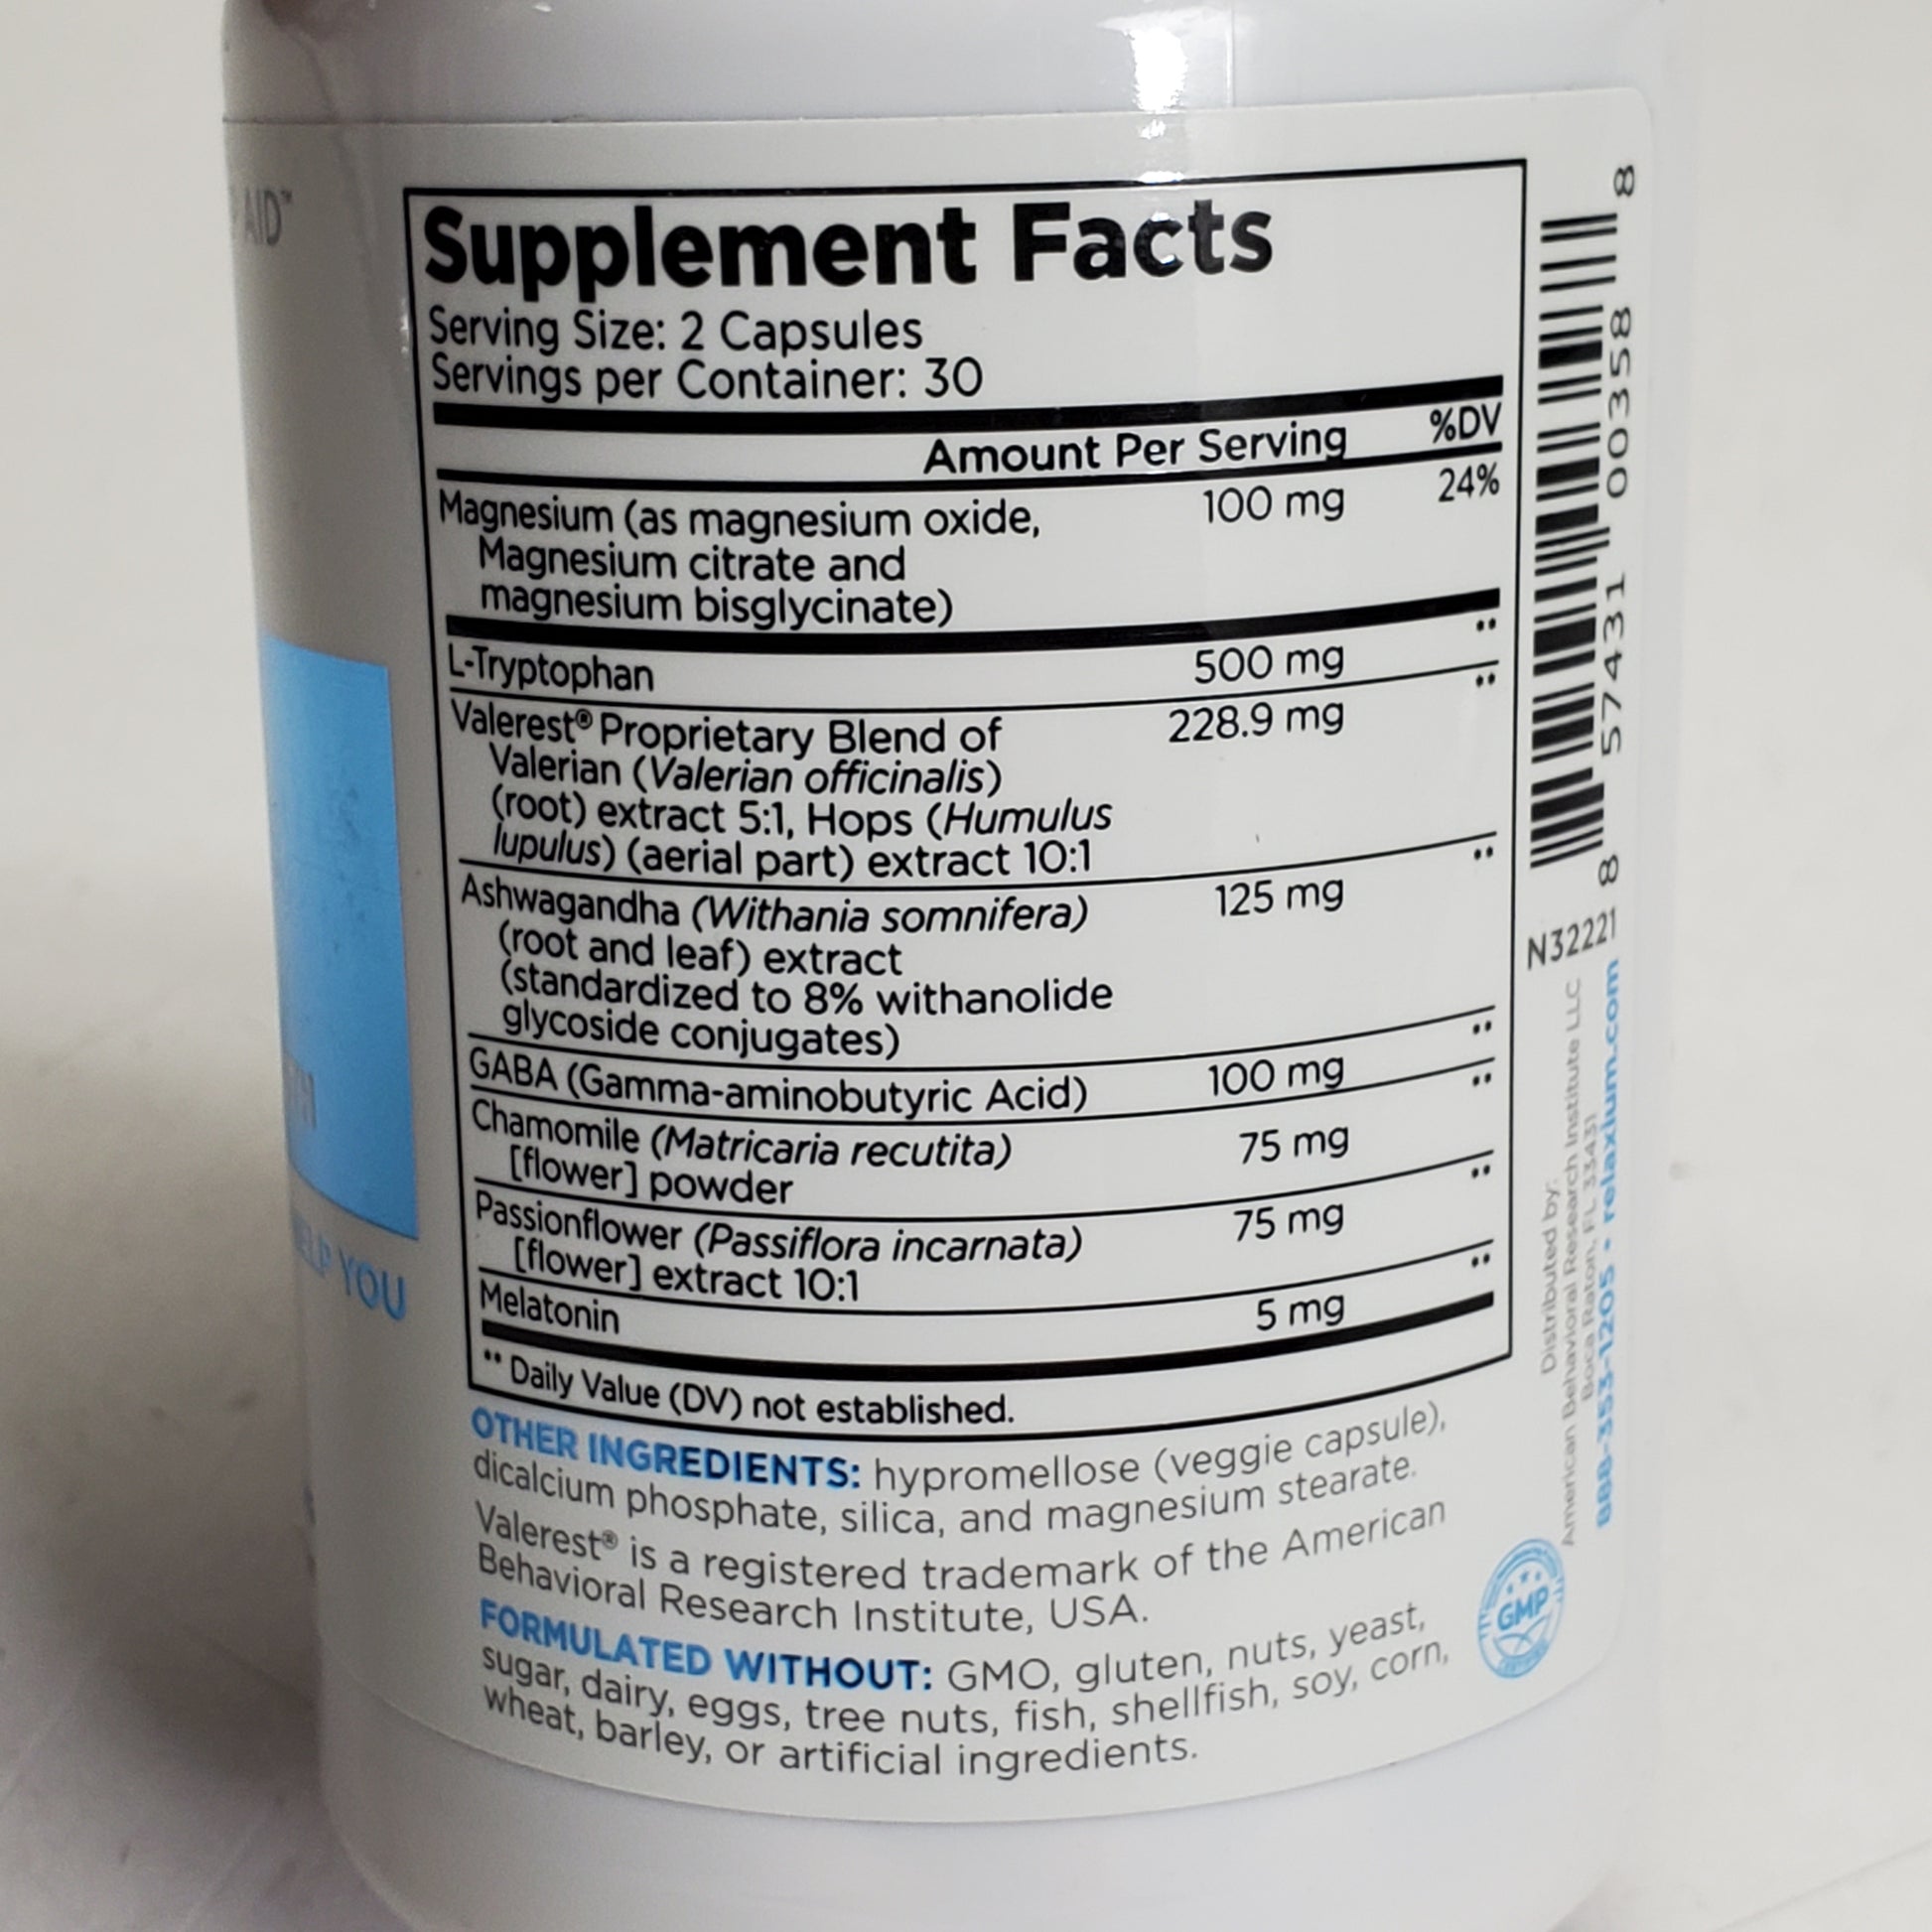 AID™
YOU
Supplement Facts
Serving Size: 2 Capsules
Servings per Container: 30
Amount Per Serving %DV
Magnesium (as magnesium oxide, 100 mg 24%
Magnesium citrate and
magnesium bisglycinate)
L-Tryptophan 500 mg **
Valerest® Proprietary Blend of 228.9 mg **
Valerian (Valerian officinalis)
(root) extract 5:1, Hops (Humulus
lupulus) (aerial part) extract 10:1
Ashwagandha (Withania somnifera) 125 mg **
(root and leaf) extract
(standardized to 8% withanolide
glycoside conjugates)
GABA (Gamma-aminobutyric Acid) 100 mg **
Chamomile (Matricaria recutita) 75 mg **
[flower] powder
Passionflower (Passiflora incarnata) 75 mg **
[flower] extract 10:1
Melatonin 5 mg **
** Daily Value (DV) not established.
OTHER INGREDIENTS: hypromellose (veggie capsule),
dicalcium phosphate, silica, and magnesium stearate.
Valerest® is a registered trademark of the American
Behavioral Research Institute, USA.
FORMULATED WITHOUT: GMO, gluten, nuts, yeast,
sugar, dairy, eggs, tree nuts, fish, shellfish, soy, corn,
wheat, barley, or artificial ingredients.
8 57431 00358 8
N32221
Distributed by:
American Behavioral Research Institute LLC
Boca Raton, FL 33431
888-353-1205 • relaxium.com
GMP